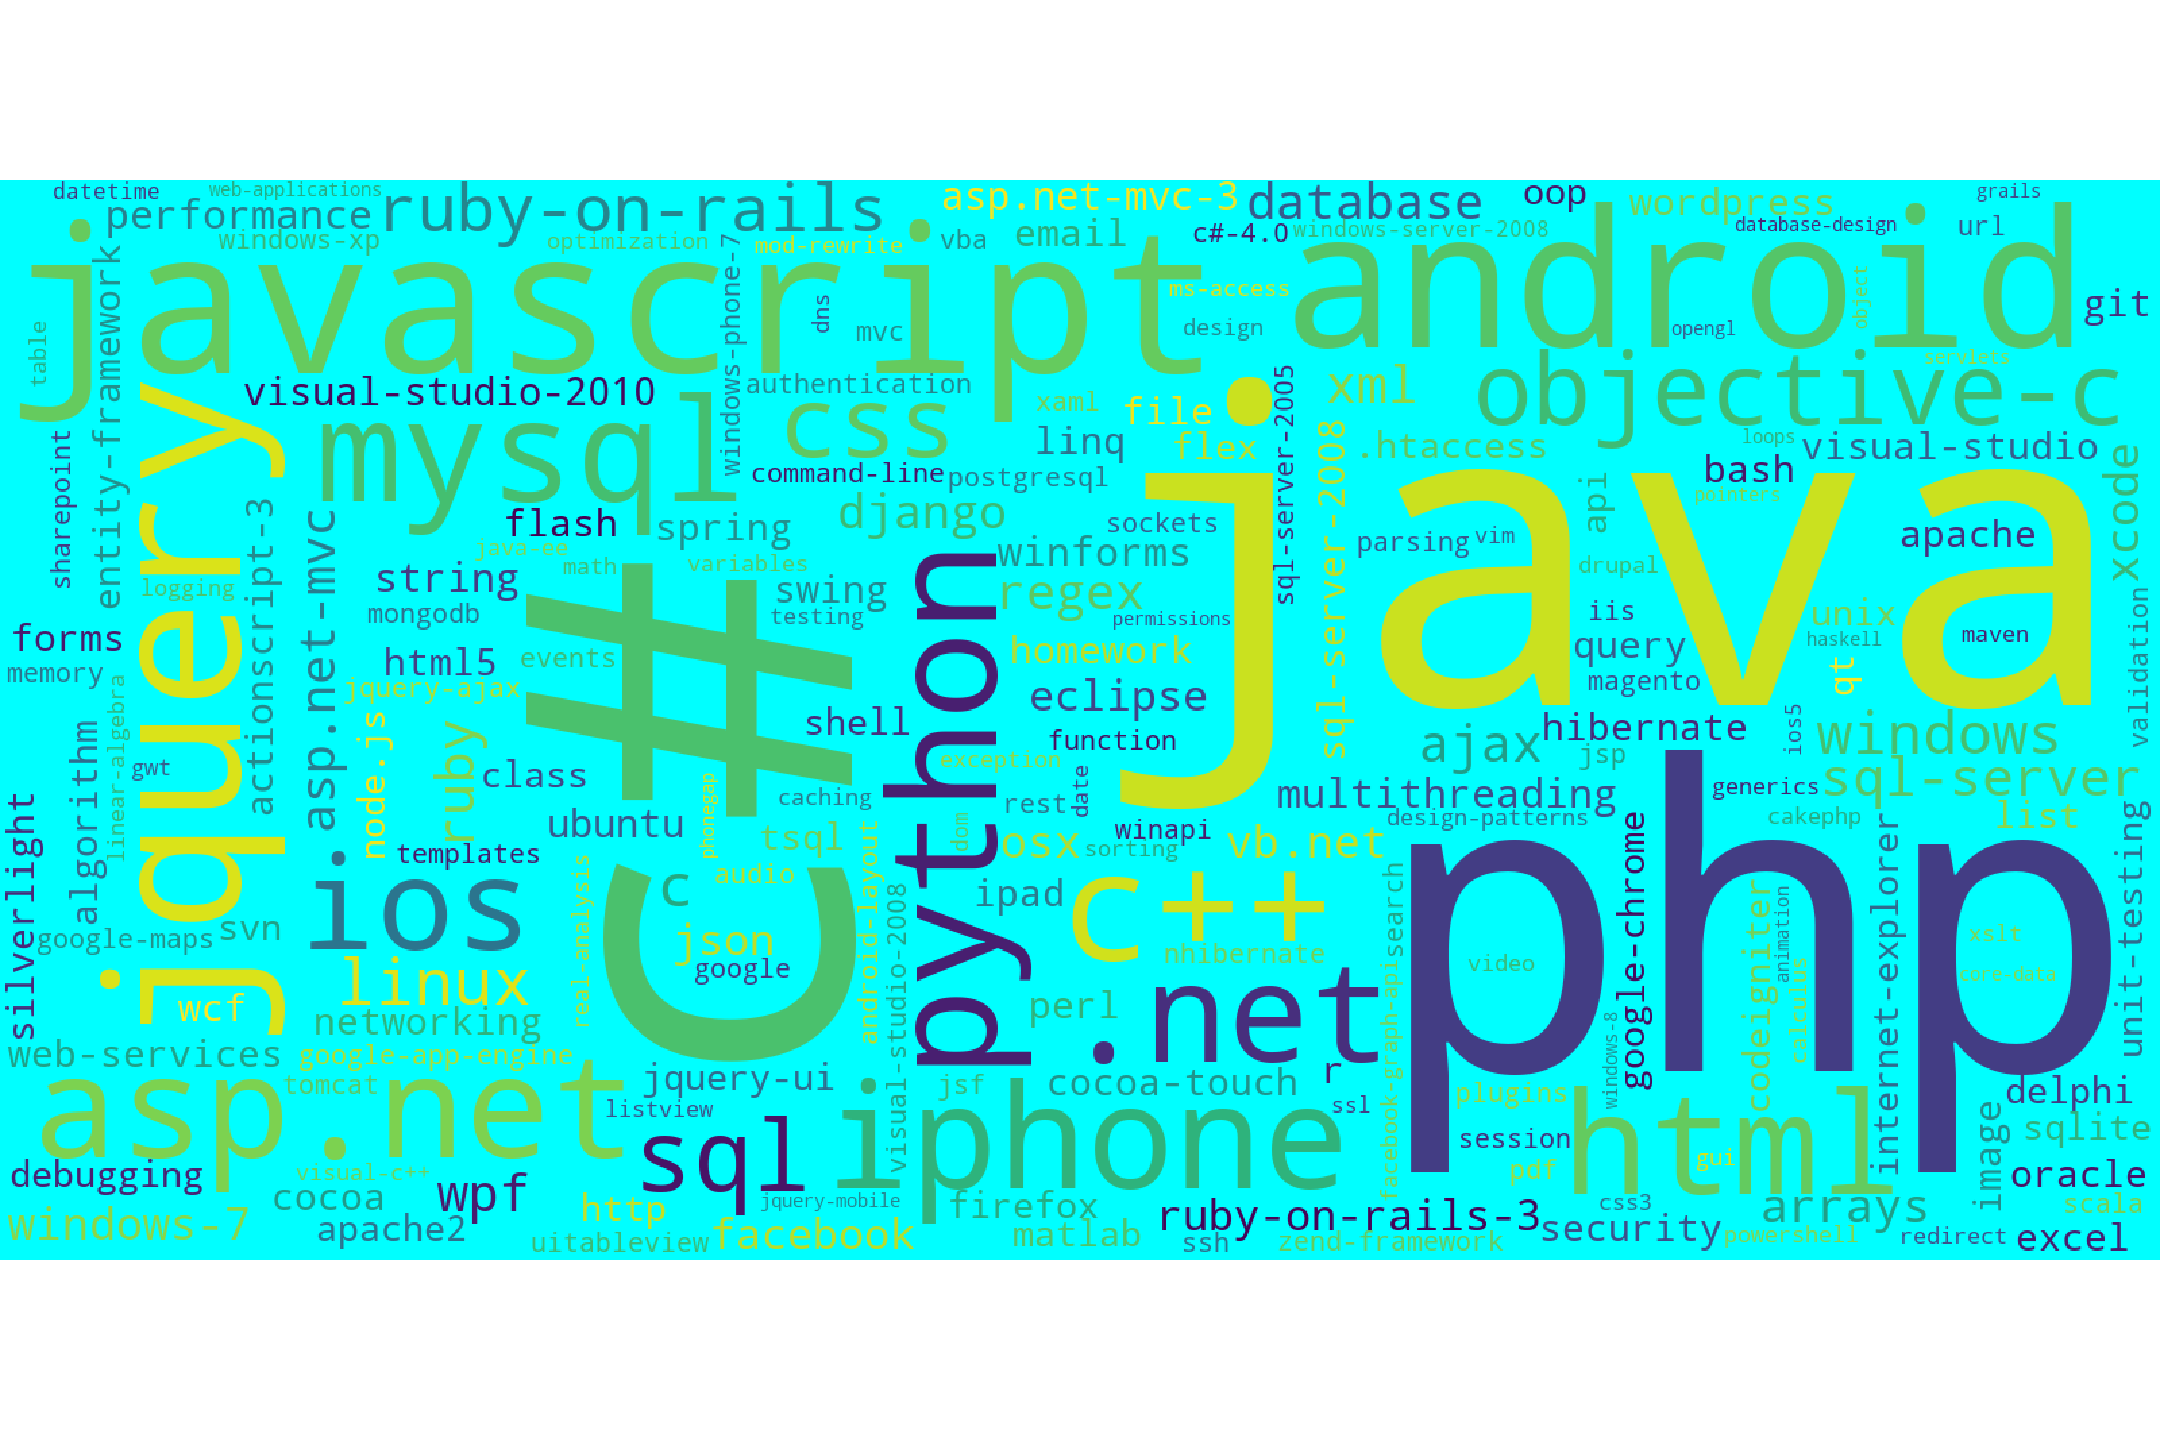 datetime
web-applications
performance
ruby-on-rails
asp.net-mvc-3
database
oop
wordpress
grails
windows-xp
optimization
mod-rewrite
vba
email
c#-4.0
windows-server-2008
database-design
url
javascript
android
windows-phone-7
dns
mvc
ms-access
design
opengl
object
git
table
entity-framework
visual-studio-2010
authentication
xaml
file
sql-server-2005
xml
objective-c
servlets
jquery
mysql
css
linq
flex
sql-server-2008
.htaccess
loops
visual-studio
sharepoint
command-line
postgresql
java
bash
pointers
xcode
actionscript-3
asp.net-mvc
flash
spring
django
sockets
parsing
vim
api
apache
java-ee
math
variables
winforms
drupal
logging
string
mongodb
swing
testing
python
regex
permissions
iis
unix
validation
forms
memory
html5
events
c#
homework
query
haskell
maven
jquery-ajax
eclipse
magento
qt
linear-algebra
algorithm
gwt
node.js
ruby
class
shell
function
exception
ajax
hibernate
jsp
ios5
windows
silverlight
ubuntu
phonegap
caching
rest
date
multithreading
generics
sql-server
templates
tsql
dom
osx
winapi
sorting
vb.net
design-patterns
cakephp
list
unit-testing
ios
real-analysis
audio
c
android-layout
visual-studio-2008
ipad
c++
search
php
google-chrome
codeigniter
animation
internet-explorer
google-maps
svn
json
google
nhibernate
video
xslt
core-data
linux
wcf
networking
perl
.net
facebook-graph-api
calculus
windows-8
web-services
google-app-engine
tomcat
jquery-ui
jsf
cocoa-touch
r
ssl
plugins
html
delphi
asp.net
listview
sql
iphone
session
image
sqlite
debugging
visual-c++
cocoa
wpf
jquery-mobile
pdf
gui
oracle
windows-7
apache2
http
uitableview
facebook
firefox
matlab
ruby-on-rails-3
ssh
zend-framework
css3
security
arrays
powershell
redirect
scala
excel